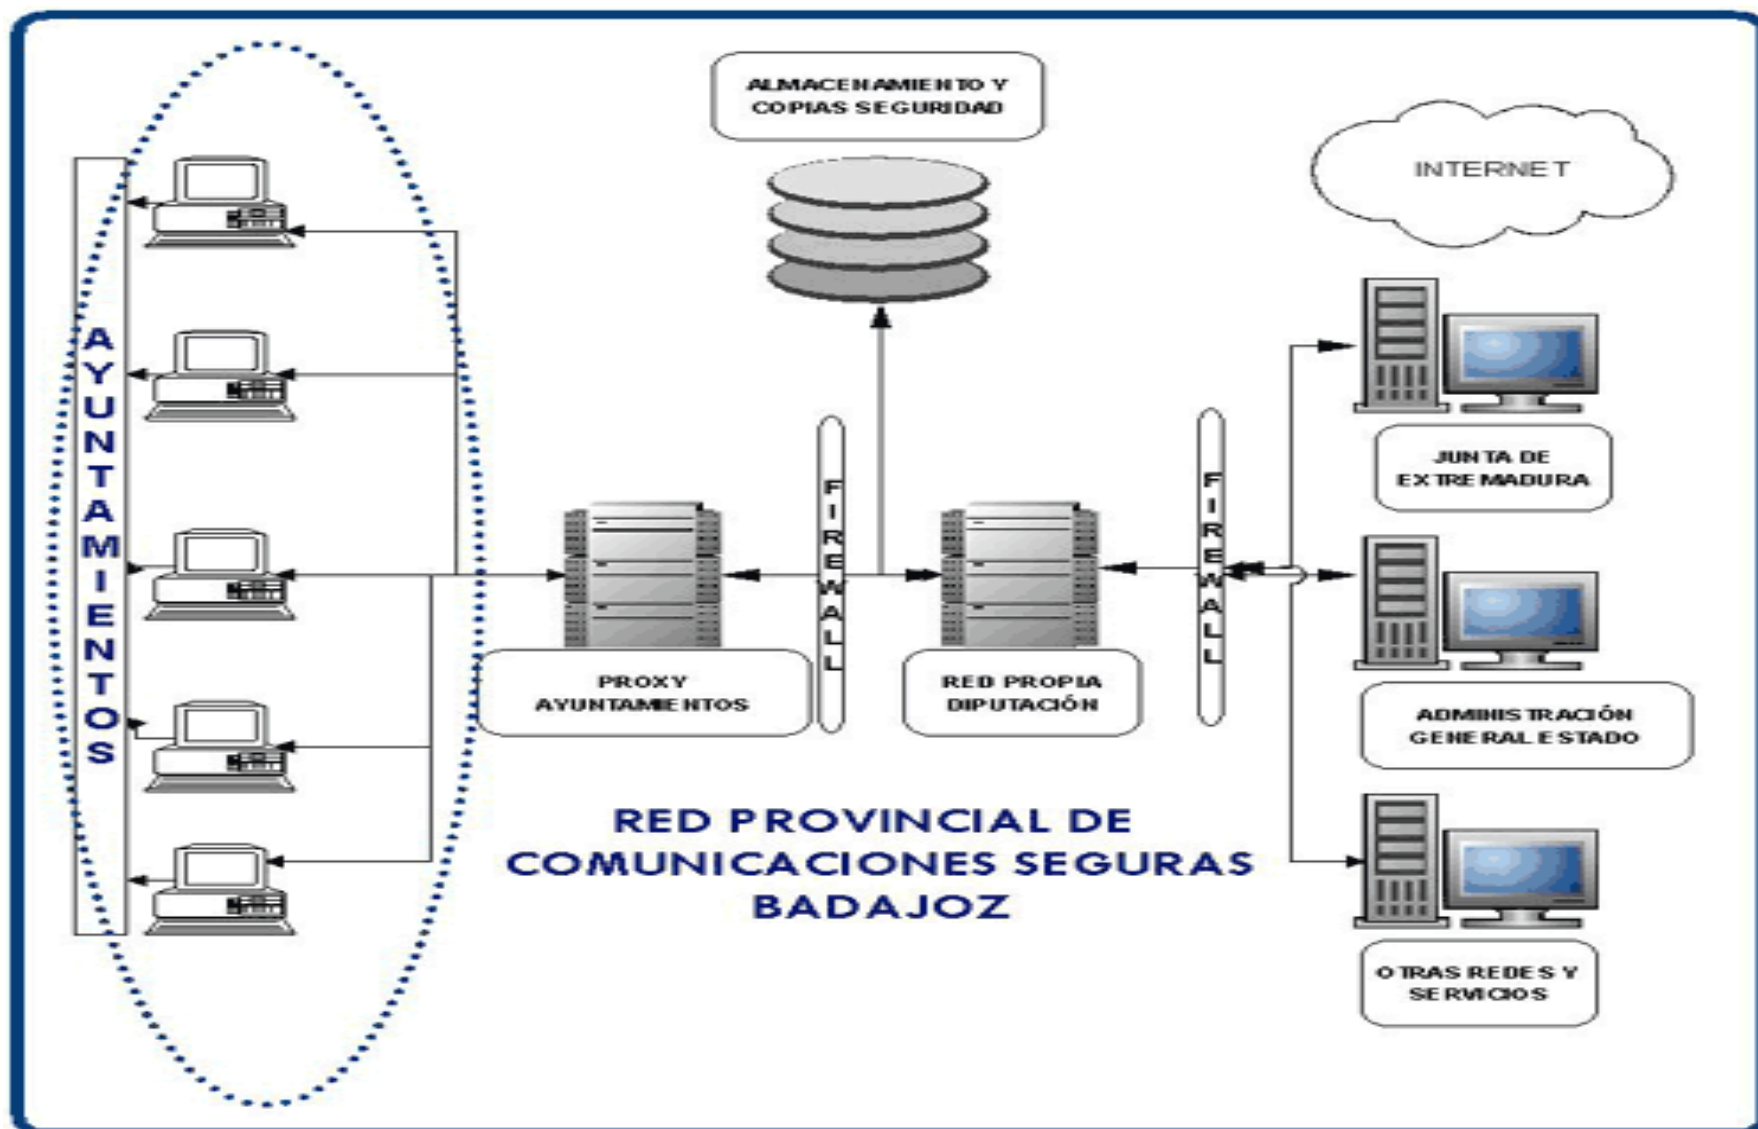 ALMACENAMIENTO Y
COPIAS SEGURIDAD
INTERNET
AYUNTAMIENTOS
FIREWALL
FIREWALL
JUNTA DE
EXTREMADURA
PROXY
AYUNTAMIENTOS
RED PROPIA
DIPUTACIÓN
ADMINISTRACIÓN
GENERAL ESTADO
RED PROVINCIAL DE
COMUNICACIONES SEGURAS
BADAJOZ
OTRAS REDES Y
SERVICIOS